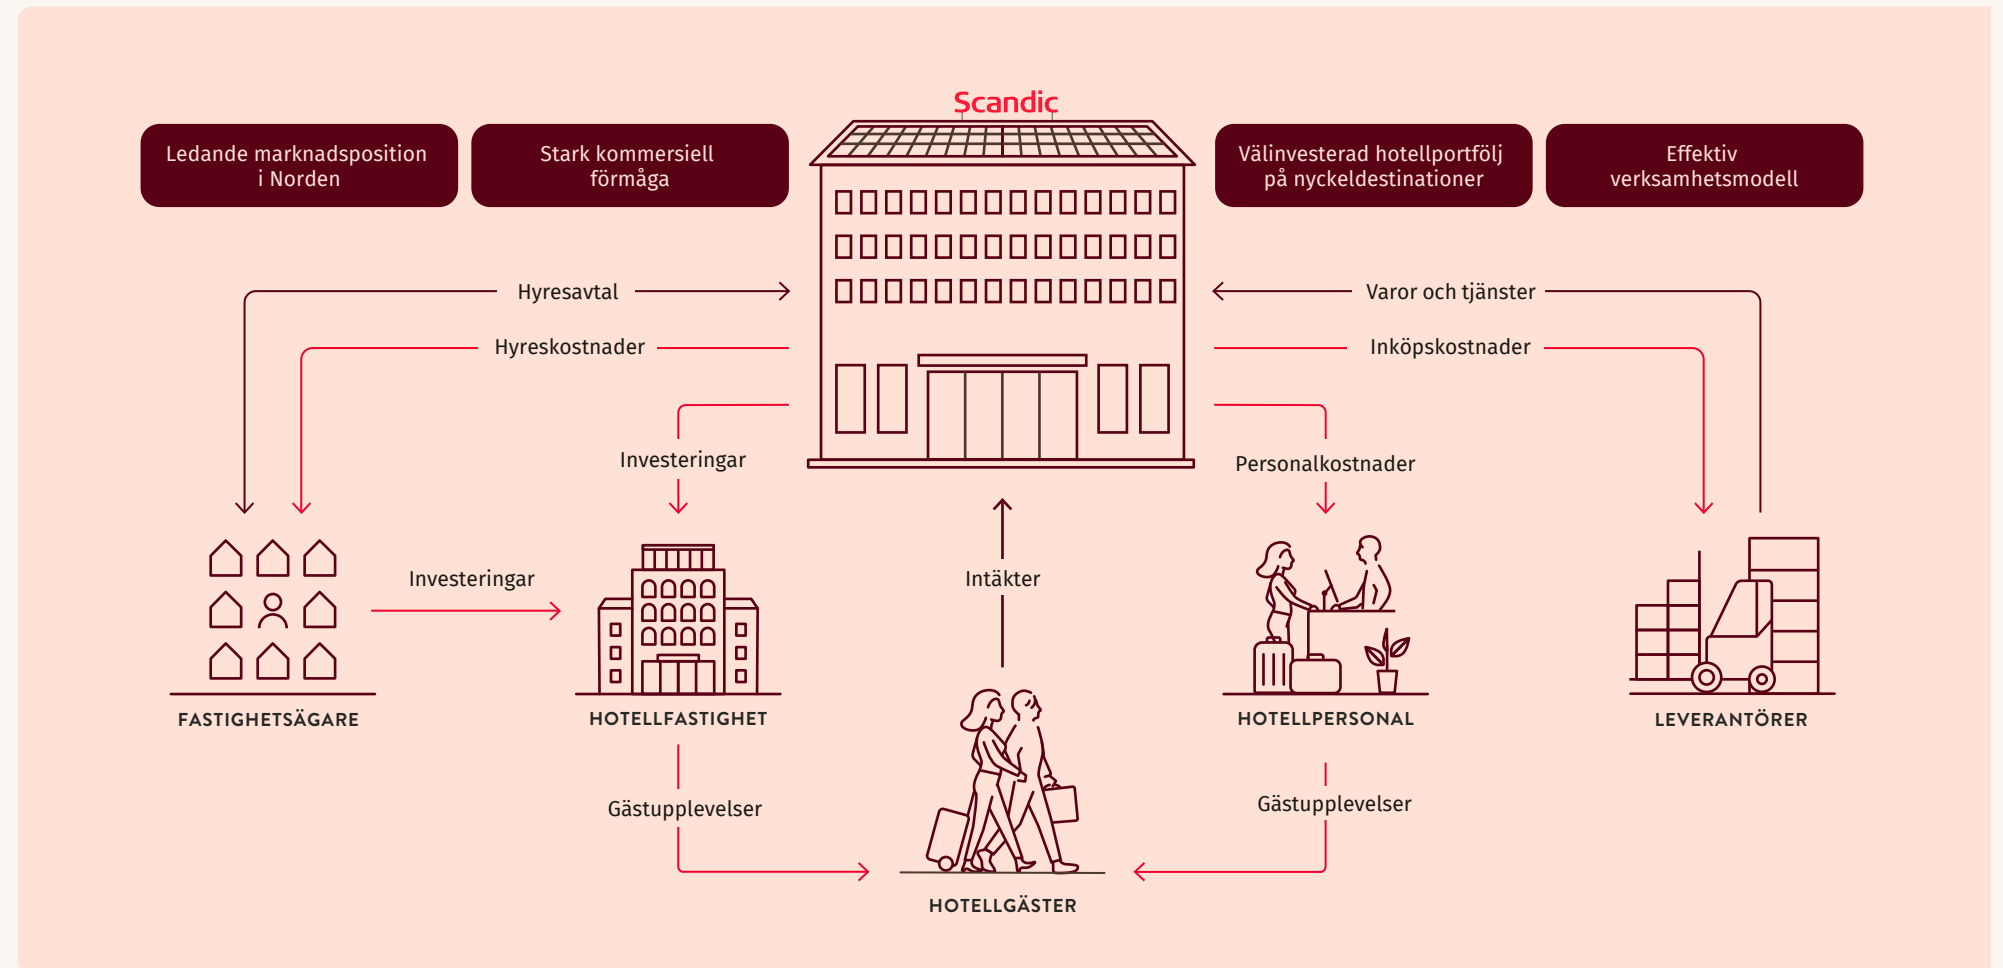 Scandic
Ledande marknadsposition
i Norden
Stark kommersiell
förmåga
Välinvesterad hotellportfölj
på nyckeldestinationer
Effektiv
verksamhetsmodell
Hyresavtal
Varor och tjänster
Hyreskostnader
Inköpskostnader
Investeringar
Personalkostnader
Investeringar
Intäkter
FASTIGHETSÄGARE
HOTELLFASTIGHET
HOTELLPERSONAL
LEVERANTÖRER
Gästupplevelser
Gästupplevelser
HOTELLGÄSTER